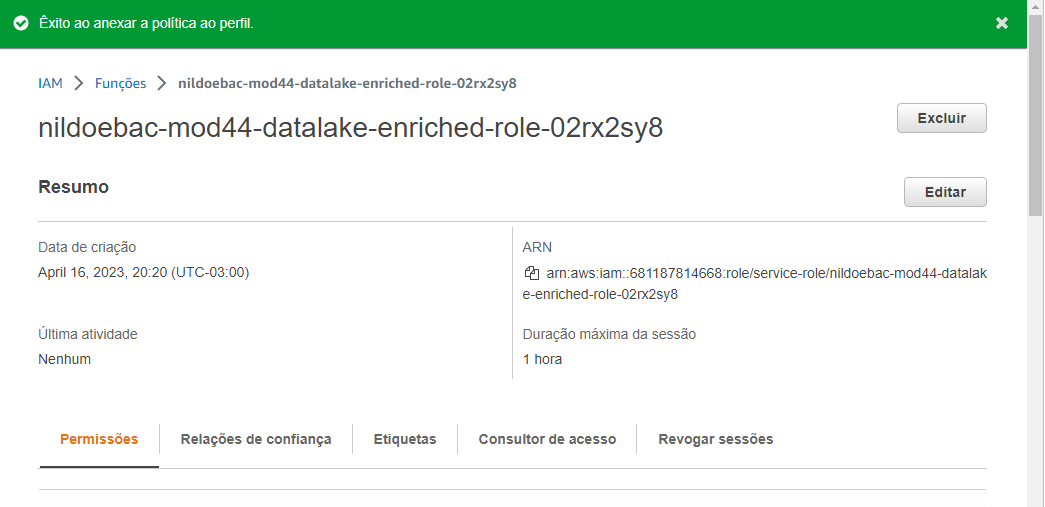 Êxito ao anexar a política ao perfil.
IAM > Funções > nildoebac-mod44-datalake-enriched-role-02rx2sy8
nildoebac-mod44-datalake-enriched-role-02rx2sy8
Excluir
Resumo
Editar
Data de criação
April 16, 2023, 20:20 (UTC-03:00)
ARN
arn:aws:iam::681187814668:role/service-role/nildoebac-mod44-datalak
e-enriched-role-02rx2sy8
Última atividade
Nenhum
Duração máxima da sessão
1 hora
Permissões Relações de confiança Etiquetas Consultor de acesso Revogar sessões